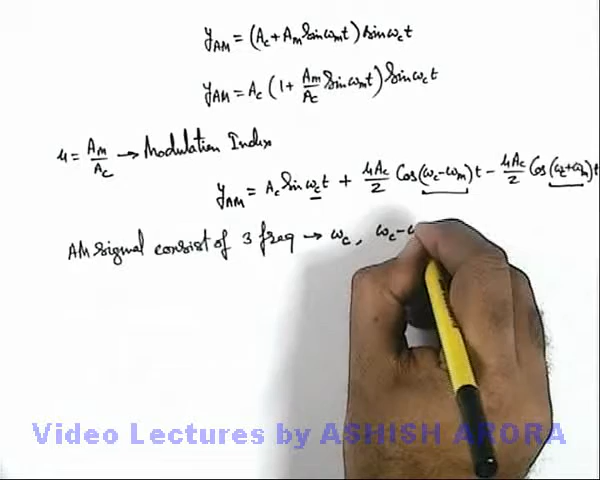 y_AM = (A_c + A_m sin ω_m t) sin ω_c t
y_AM = A_c (1 + A_m/A_c sin ω_m t) sin ω_c t
μ = A_m/A_c → Modulation Index
y_AM = A_c sin ω_c t + μA_c/2 Cos(ω_c-ω_m)t - μA_c/2 Cos(ω_c+ω_m)t
AM signal consist of 3 freq → ω_c, ω_c-
Video Lectures by ASHISH ARORA